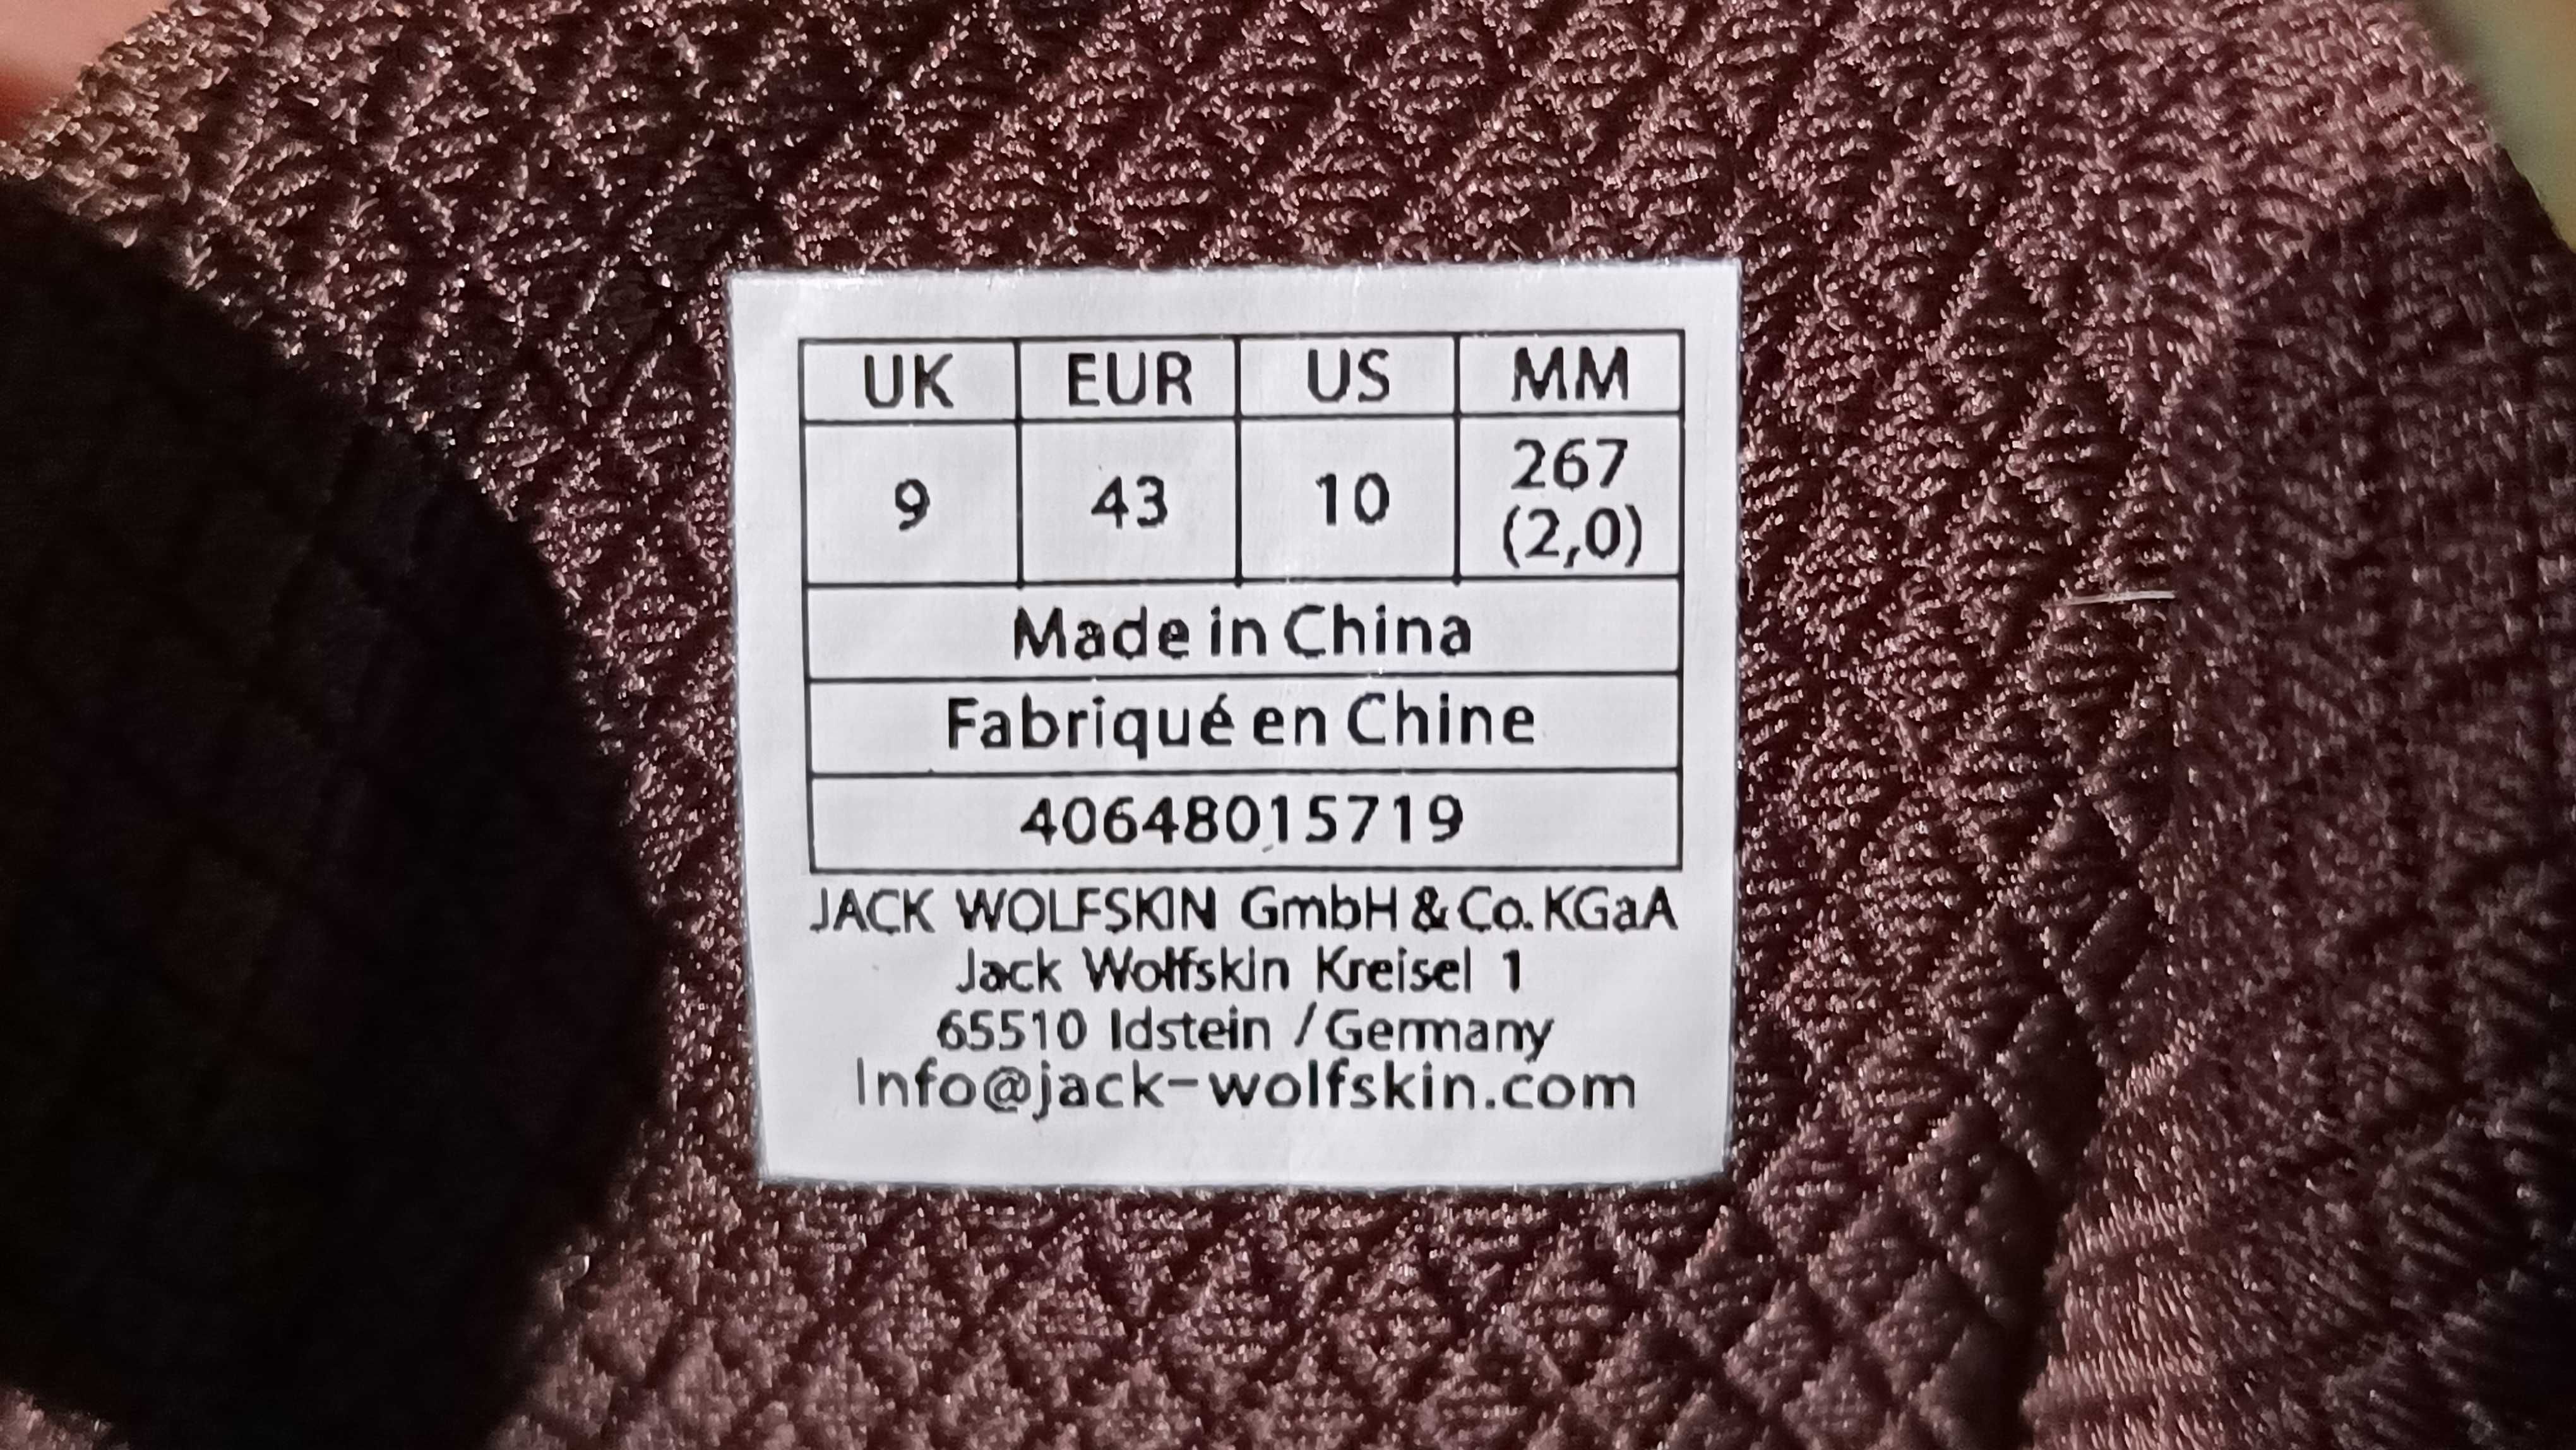 UK EUR US MM
9 43 10 267
(2,0)
Made in China
Fabriqué en Chine
40648015719
JACK WOLFSKIN GmbH & Co. KGaA
Jack Wolfskin Kreisel 1
65510 Idstein / Germany
Info@jack-wolfskin.com